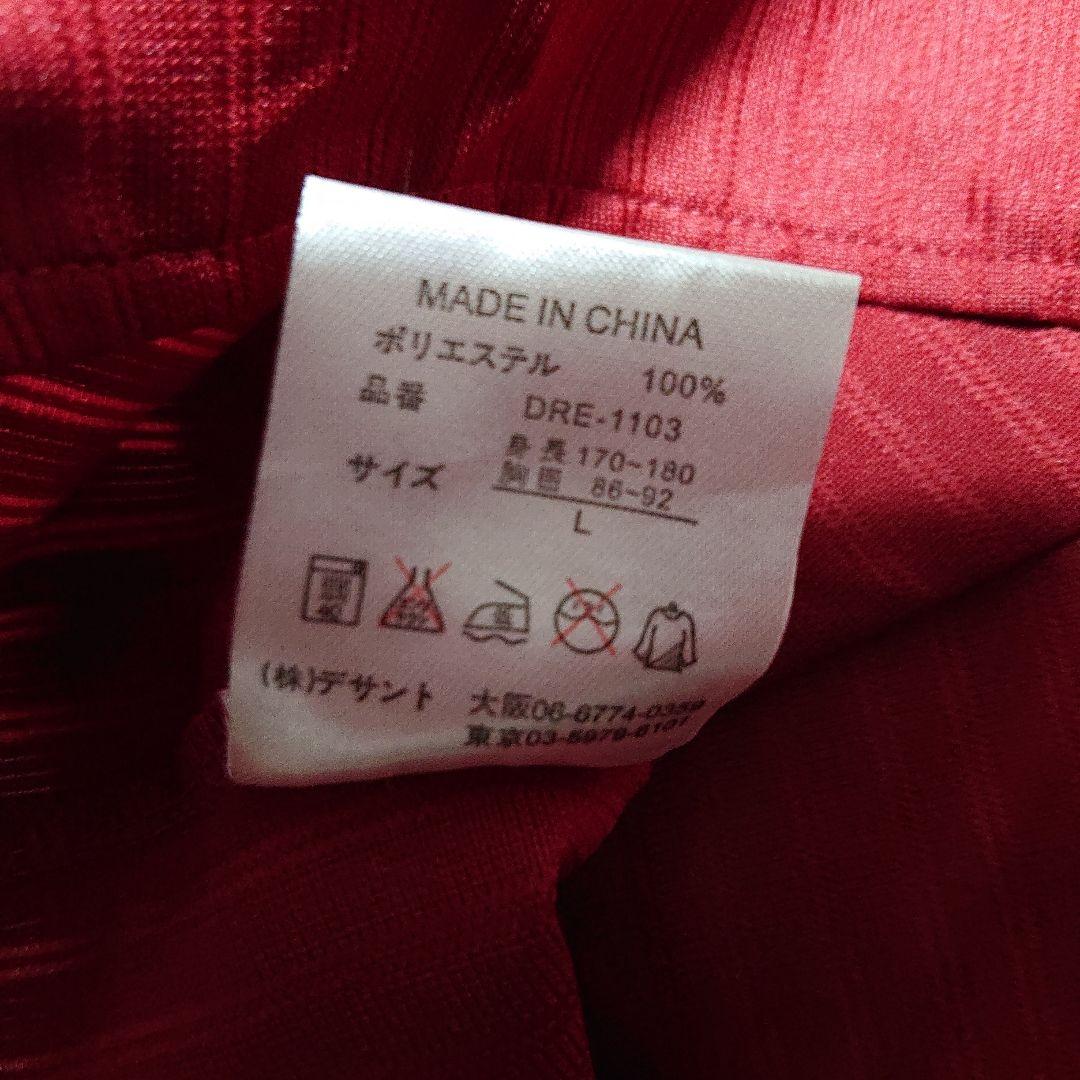 MADE IN CHINA
ポリエステル 100%
品番 DRE-1103
サイズ 身長 170~180
胸囲 86~92
L
(株)デサント 大阪06-6774-0359
東京03-5979-6101